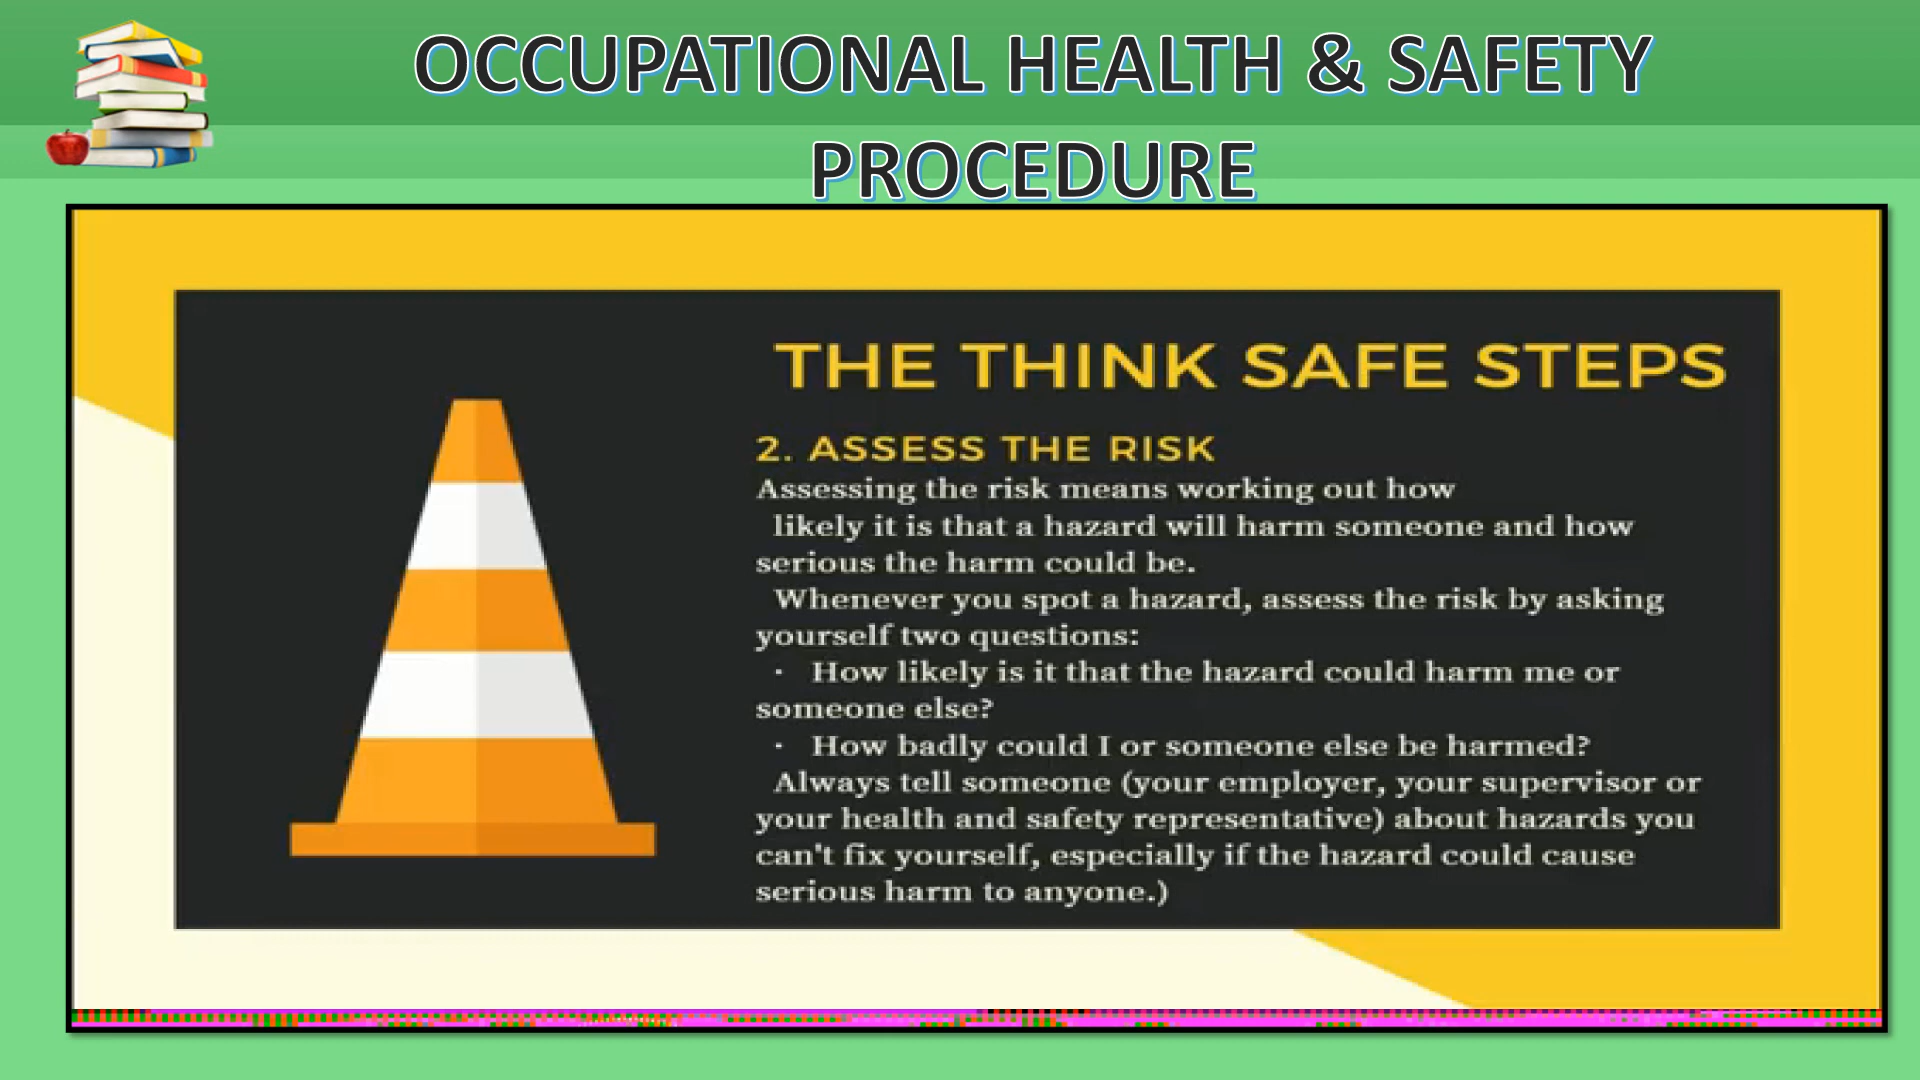 OCCUPATIONAL HEALTH & SAFETY
PROCEDURE
THE THINK SAFE STEPS
2. ASSESS THE RISK
Assessing the risk means working out how
likely it is that a hazard will harm someone and how
serious the harm could be.
Whenever you spot a hazard, assess the risk by asking
yourself two questions:
· How likely is it that the hazard could harm me or
someone else?
· How badly could I or someone else be harmed?
Always tell someone (your employer, your supervisor or
your health and safety representative) about hazards you
can't fix yourself, especially if the hazard could cause
serious harm to anyone.)